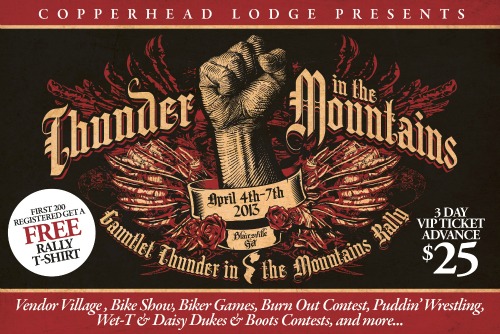 COPPERHEAD LODGE PRESENTS
Thunder
in the
Mountains
April 4th-7th
2013
Blairsville
Ga
Gauntlet Thunder in the Mountains Rally
FIRST 200
REGISTERED GET A
FREE
RALLY
T-SHIRT
3 DAY
VIP TICKET
ADVANCE
$25
Vendor Village, Bike Show, Biker Games, Burn Out Contest, Puddin' Wrestling,
Wet-T & Daisy Dukes & Boots Contests, and more...